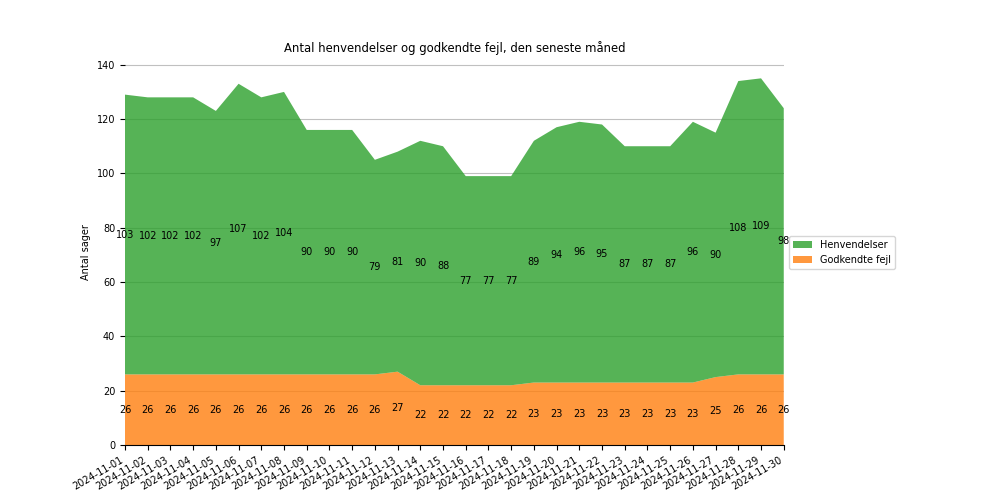 Antal henvendelser og godkendte fejl, den seneste måned
140
120
100
80
60
40
20
0
Antal sager
103 102 102 102 97 107 102 104 90 90 90 79 81 90 88 77 77 77 89 94 96 95 87 87 87 96 90 108 109 98
26 26 26 26 26 26 26 26 26 26 26 26 27 22 22 22 22 22 23 23 23 23 23 23 23 23 25 26 26 26
Henvendelser
Godkendte fejl
2024-11-01 2024-11-02 2024-11-03 2024-11-04 2024-11-05 2024-11-06 2024-11-07 2024-11-08 2024-11-09 2024-11-10 2024-11-11 2024-11-12 2024-11-13 2024-11-14 2024-11-15 2024-11-16 2024-11-17 2024-11-18 2024-11-19 2024-11-20 2024-11-21 2024-11-22 2024-11-23 2024-11-24 2024-11-25 2024-11-26 2024-11-27 2024-11-28 2024-11-29 2024-11-30